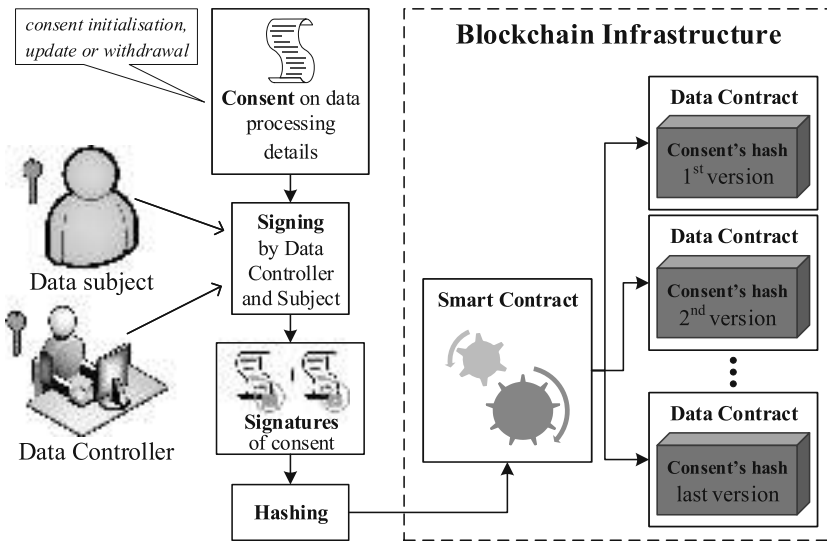 consent initialisation,
update or withdrawal
Consent on data
processing
details
Data subject
Signing
by Data
Controller
and Subject
Data Controller
Signatures
of consent
Hashing
Blockchain Infrastructure
Smart Contract
Data Contract
Consent's hash
1st version
Data Contract
Consent's hash
2nd version
Data Contract
Consent's hash
last version